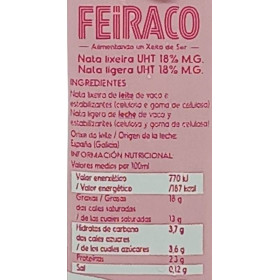 FEIRACO
Alimentando un Xeito de Ser
Nata lixeira UHT 18% M.G.
Nata ligera UHT 18% M.G.
INGREDIENTES
Nata lixeira de leite de vaca e
estabilizantes (celulosa e goma de celulosa)
Nata ligera de leche de vaca y
estabilizantes (celulosa e goma de celulosa)
Orixe do leite / Origen de la leche:
España (Galicia)
INFORMACIÓN NUTRICIONAL
Valores medios por 100ml
Valor enerxético 770 kJ
/ Valor energético /187 kcal
Graxas / Grasas 18 g
das cales saturadas
/ de las cuales saturadas 13 g
Hidratos de carbono 3,7 g
dos cales azucres
/ de los cuales azúcares 3,6 g
Proteínas 2,3 g
Sal 0,12 g